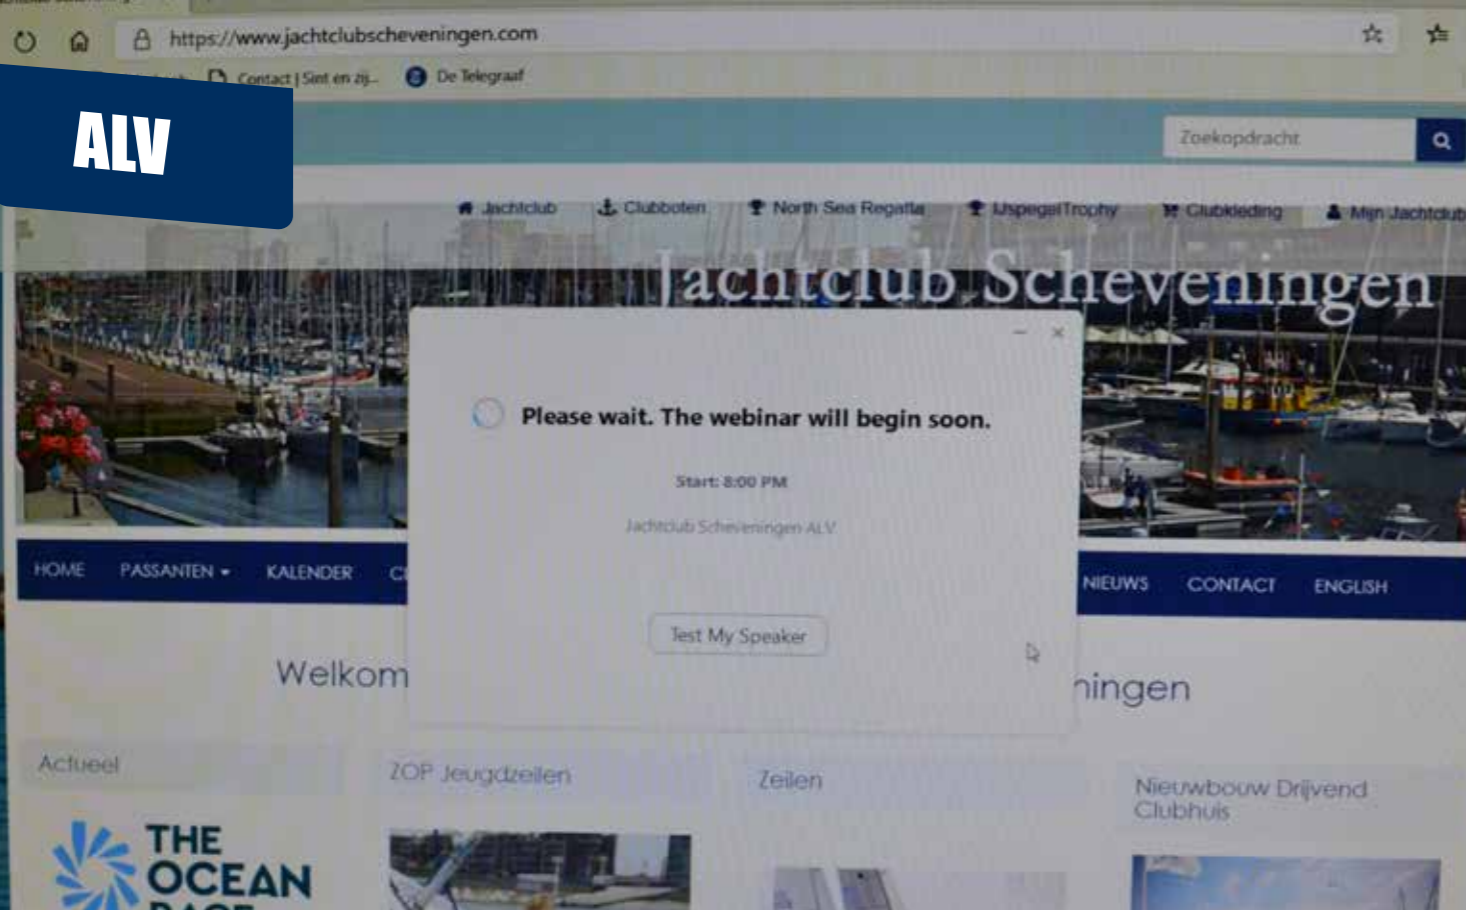 https://www.jachtclubscheveningen.com
Contact | Sint en zij...
De Telegraaf
ALV
Zoekopdracht
Jachtclub
Clubboten
North Sea Regatta
IJspegelTrophy
Clubkleding
Mijn Jachtclub
Jachtclub Scheveningen
Please wait. The webinar will begin soon.
Start: 8:00 PM
Jachtclub Scheveningen ALV
Test My Speaker
HOME
PASSANTEN
KALENDER
NIEUWS
CONTACT
ENGLISH
Welkom
ningen
Actueel
ZOP Jeugdzeilen
Zeilen
Nieuwbouw Drijvend
Clubhuis
THE
OCEAN
RACE